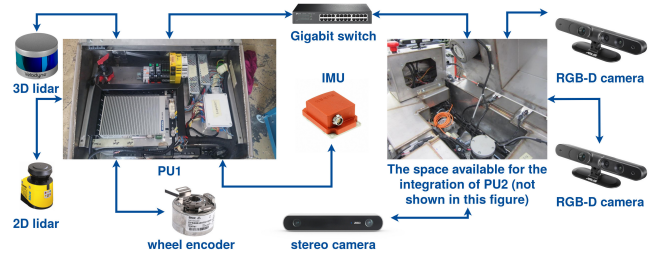 Gigabit switch
3D lidar
IMU
RGB-D camera
PU1
The space available for the
integration of PU2 (not
shown in this figure)
2D lidar
wheel encoder
stereo camera
RGB-D camera